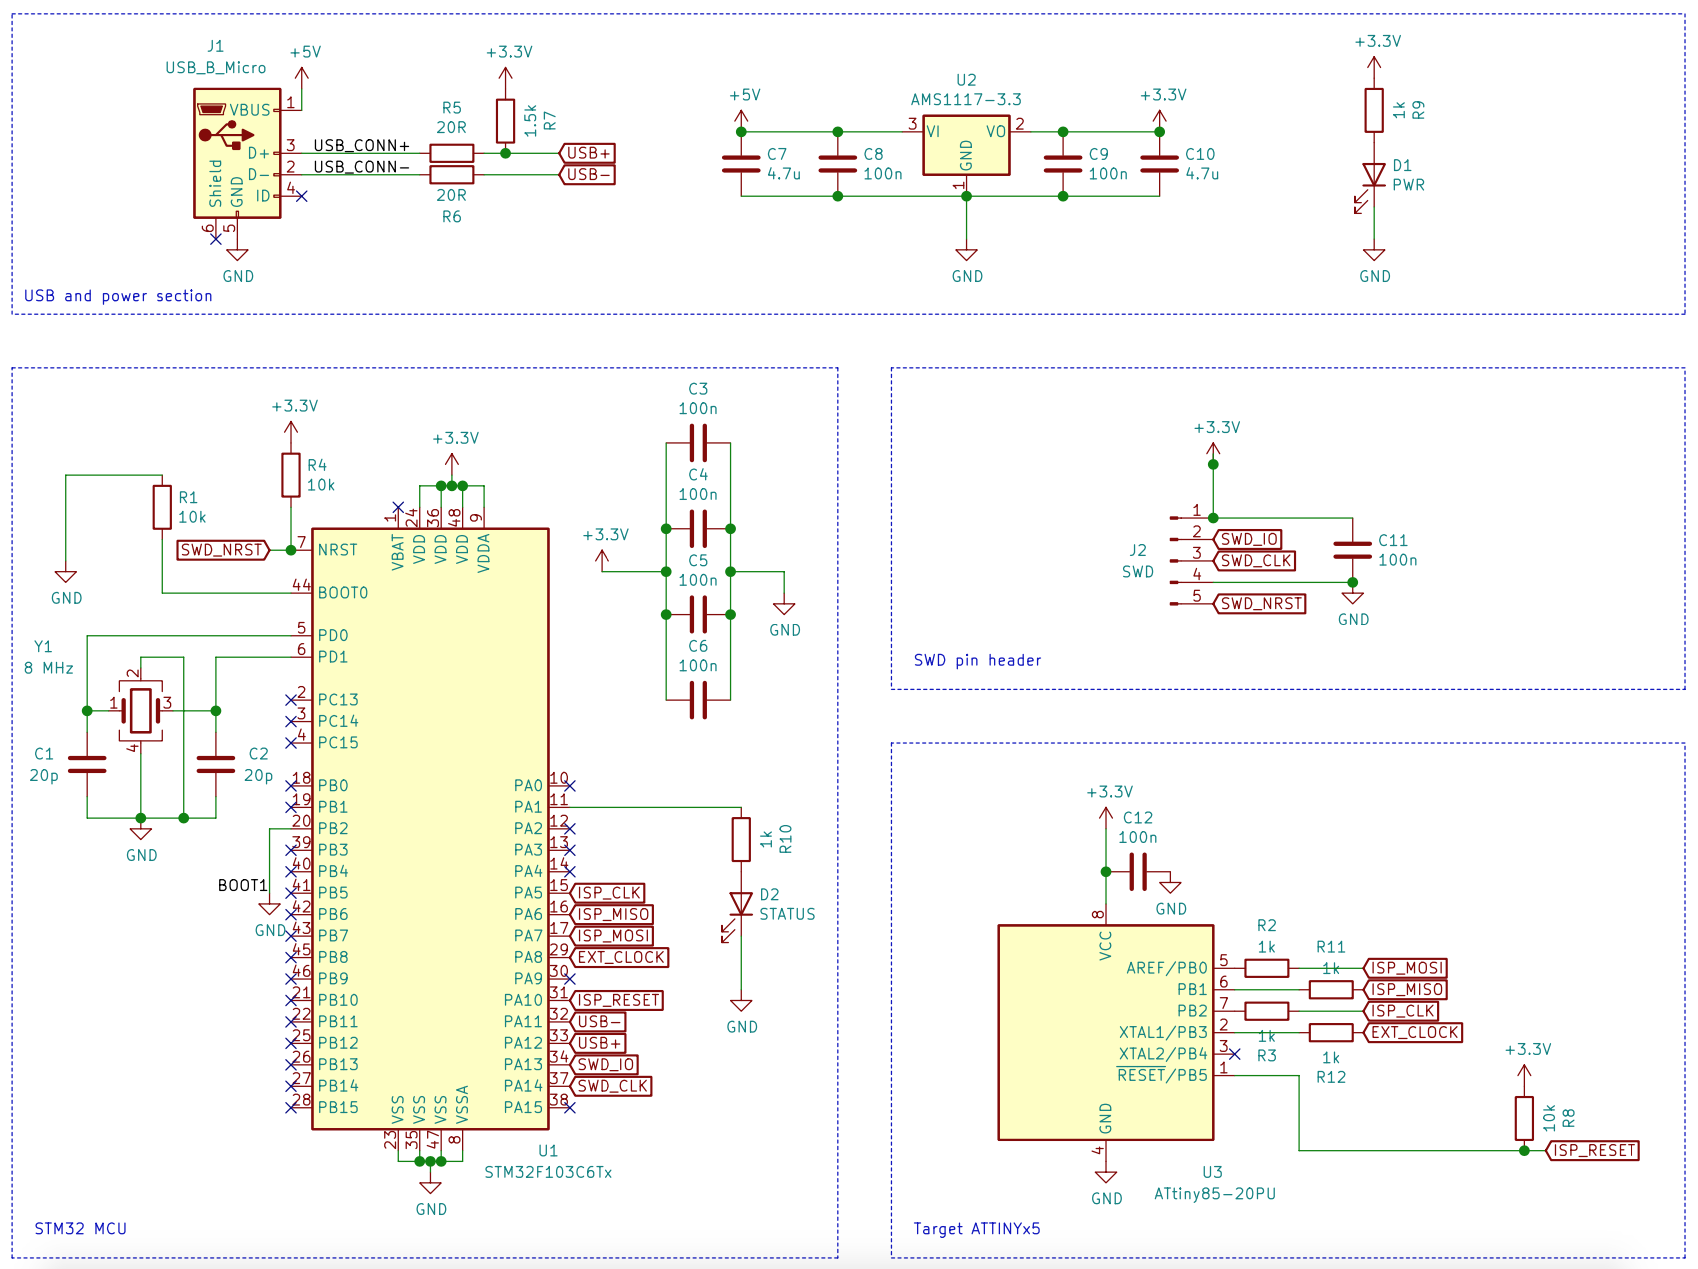 J1
USB_B_Micro
+5V
VBUS
1
D+
3
D-
2
ID
4
Shield
GND
6
5
GND
USB_CONN+
USB_CONN-
R5
20R
20R
R6
+3.3V
1.5k
R7
USB+
USB-
+5V
C7
4.7u
C8
100n
U2
AMS1117-3.3
3
VI
VO
2
GND
1
GND
C9
100n
+3.3V
C10
4.7u
+3.3V
1k
R9
D1
PWR
GND
USB and power section
+3.3V
R4
10k
R1
10k
GND
SWD_NRST
+3.3V
1
24
36
48
9
VBAT
VDD
VDD
VDD
VDDA
7
NRST
44
BOOT0
5
PD0
6
PD1
2
PC13
3
PC14
4
PC15
18
PB0
19
PB1
20
PB2
39
PB3
40
PB4
41
PB5
42
PB6
43
PB7
45
PB8
46
PB9
21
PB10
22
PB11
25
PB12
26
PB13
27
PB14
28
PB15
Y1
8 MHz
1
2
3
4
C1
20p
C2
20p
GND
BOOT1
GND
PA0
10
PA1
11
PA2
12
PA3
13
PA4
14
PA5
15
ISP_CLK
PA6
16
ISP_MISO
PA7
17
ISP_MOSI
PA8
29
EXT_CLOCK
PA9
30
PA10
31
ISP_RESET
PA11
32
USB-
PA12
33
USB+
PA13
34
SWD_IO
PA14
37
SWD_CLK
PA15
38
VSS
VSS
VSS
VSSA
23
35
47
8
GND
U1
STM32F103C6Tx
C3
100n
C4
100n
+3.3V
C5
100n
GND
C6
100n
1k
R10
D2
STATUS
GND
STM32 MCU
+3.3V
J2
SWD
1
2
SWD_IO
3
SWD_CLK
4
5
SWD_NRST
C11
100n
GND
SWD pin header
+3.3V
C12
100n
GND
8
VCC
AREF/PB0
5
PB1
6
PB2
7
XTAL1/PB3
2
XTAL2/PB4
3
RESET/PB5
1
GND
4
GND
R2
1k
R11
1k
ISP_MOSI
ISP_MISO
ISP_CLK
EXT_CLOCK
1k
R3
1k
R12
+3.3V
10k
R8
ISP_RESET
U3
ATtiny85-20PU
Target ATTINYx5